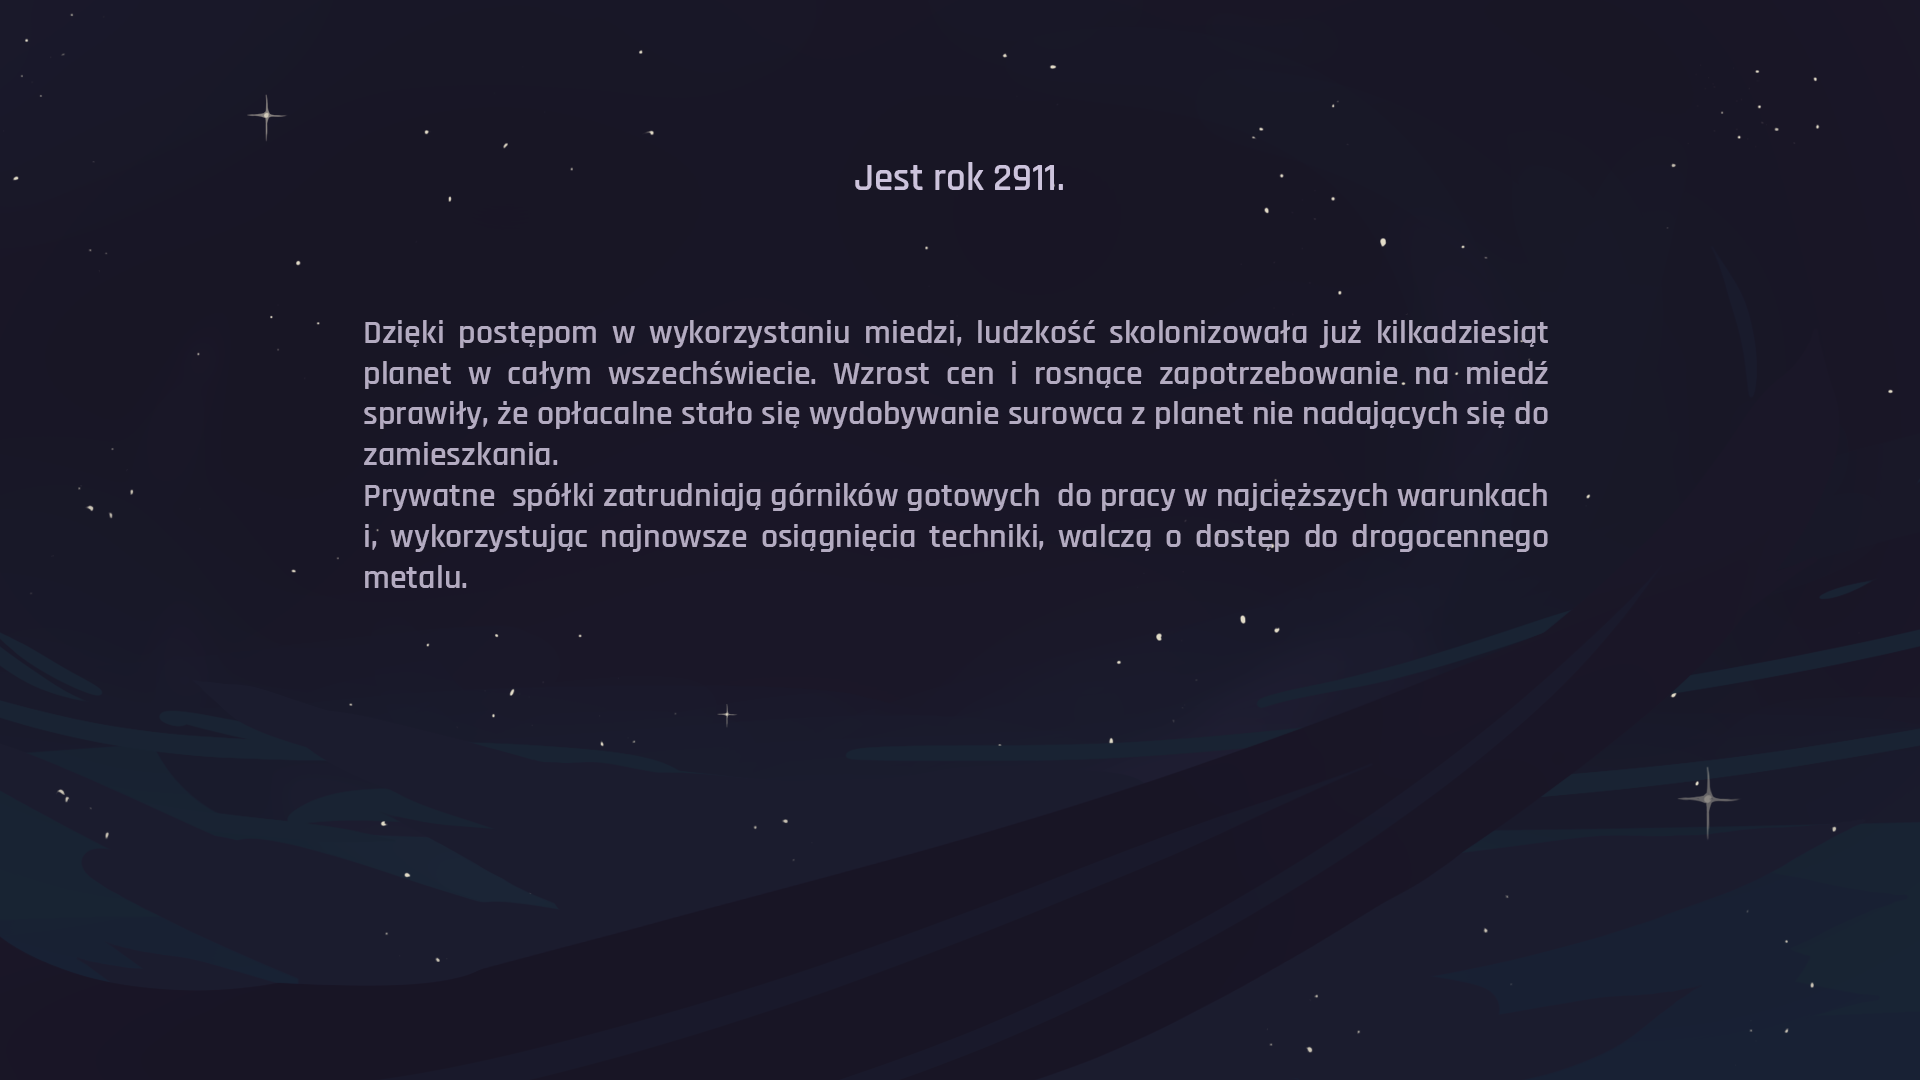 Jest rok 2911.
Dzięki postępom w wykorzystaniu miedzi, ludzkość skolonizowała już kilkadziesiąt
planet w całym wszechświecie. Wzrost cen i rosnące zapotrzebowanie na miedź
sprawiły, że opłacalne stało się wydobywanie surowca z planet nie nadających się do
zamieszkania.
Prywatne spółki zatrudniają górników gotowych do pracy w najcięższych warunkach
i, wykorzystując najnowsze osiągnięcia techniki, walczą o dostęp do drogocennego
metalu.